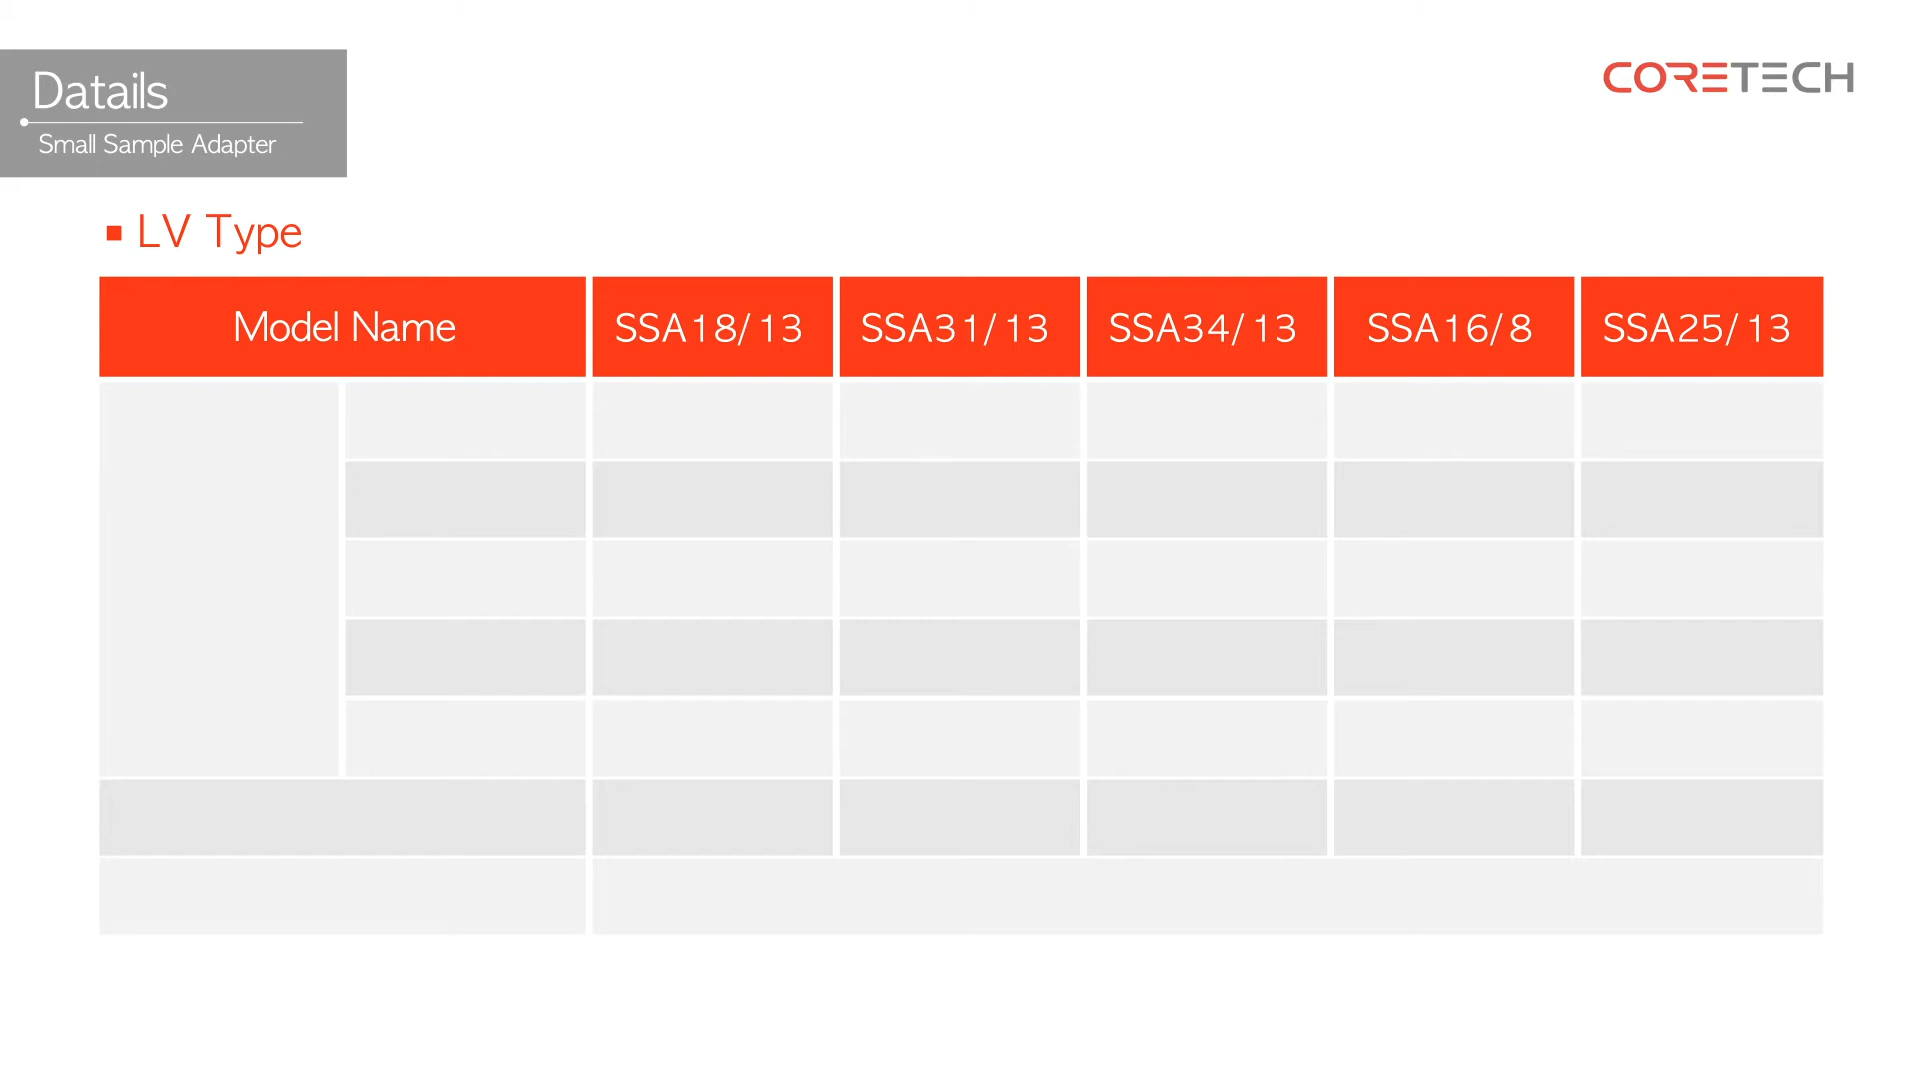 Datails
CORETECH
Small Sample Adapter
LV Type
Model Name SSA18/13 SSA31/13 SSA34/13 SSA16/8 SSA25/13